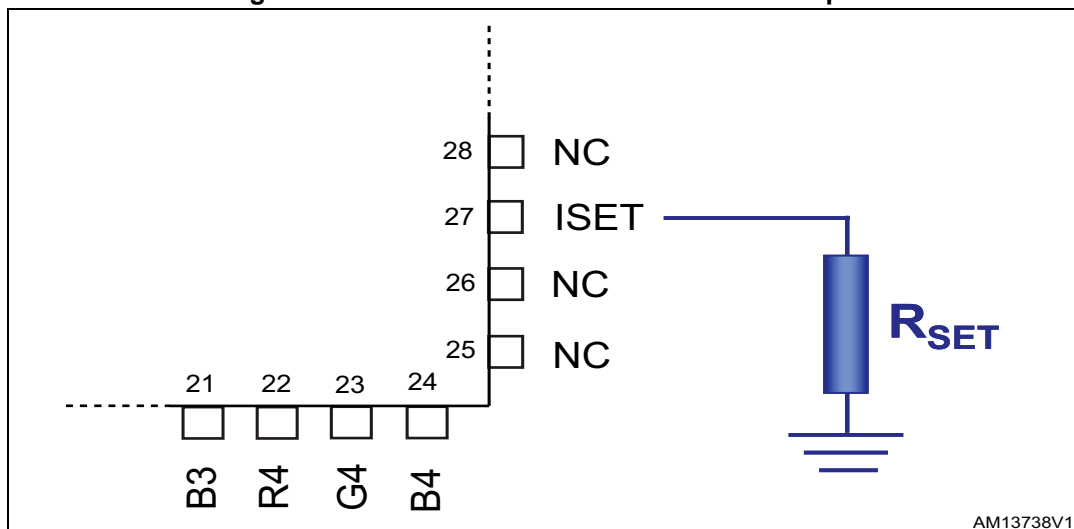 28 NC
27 ISET
26 NC
25 NC
RSET
21 22 23 24
B3 R4 G4 B4
AM13738V1